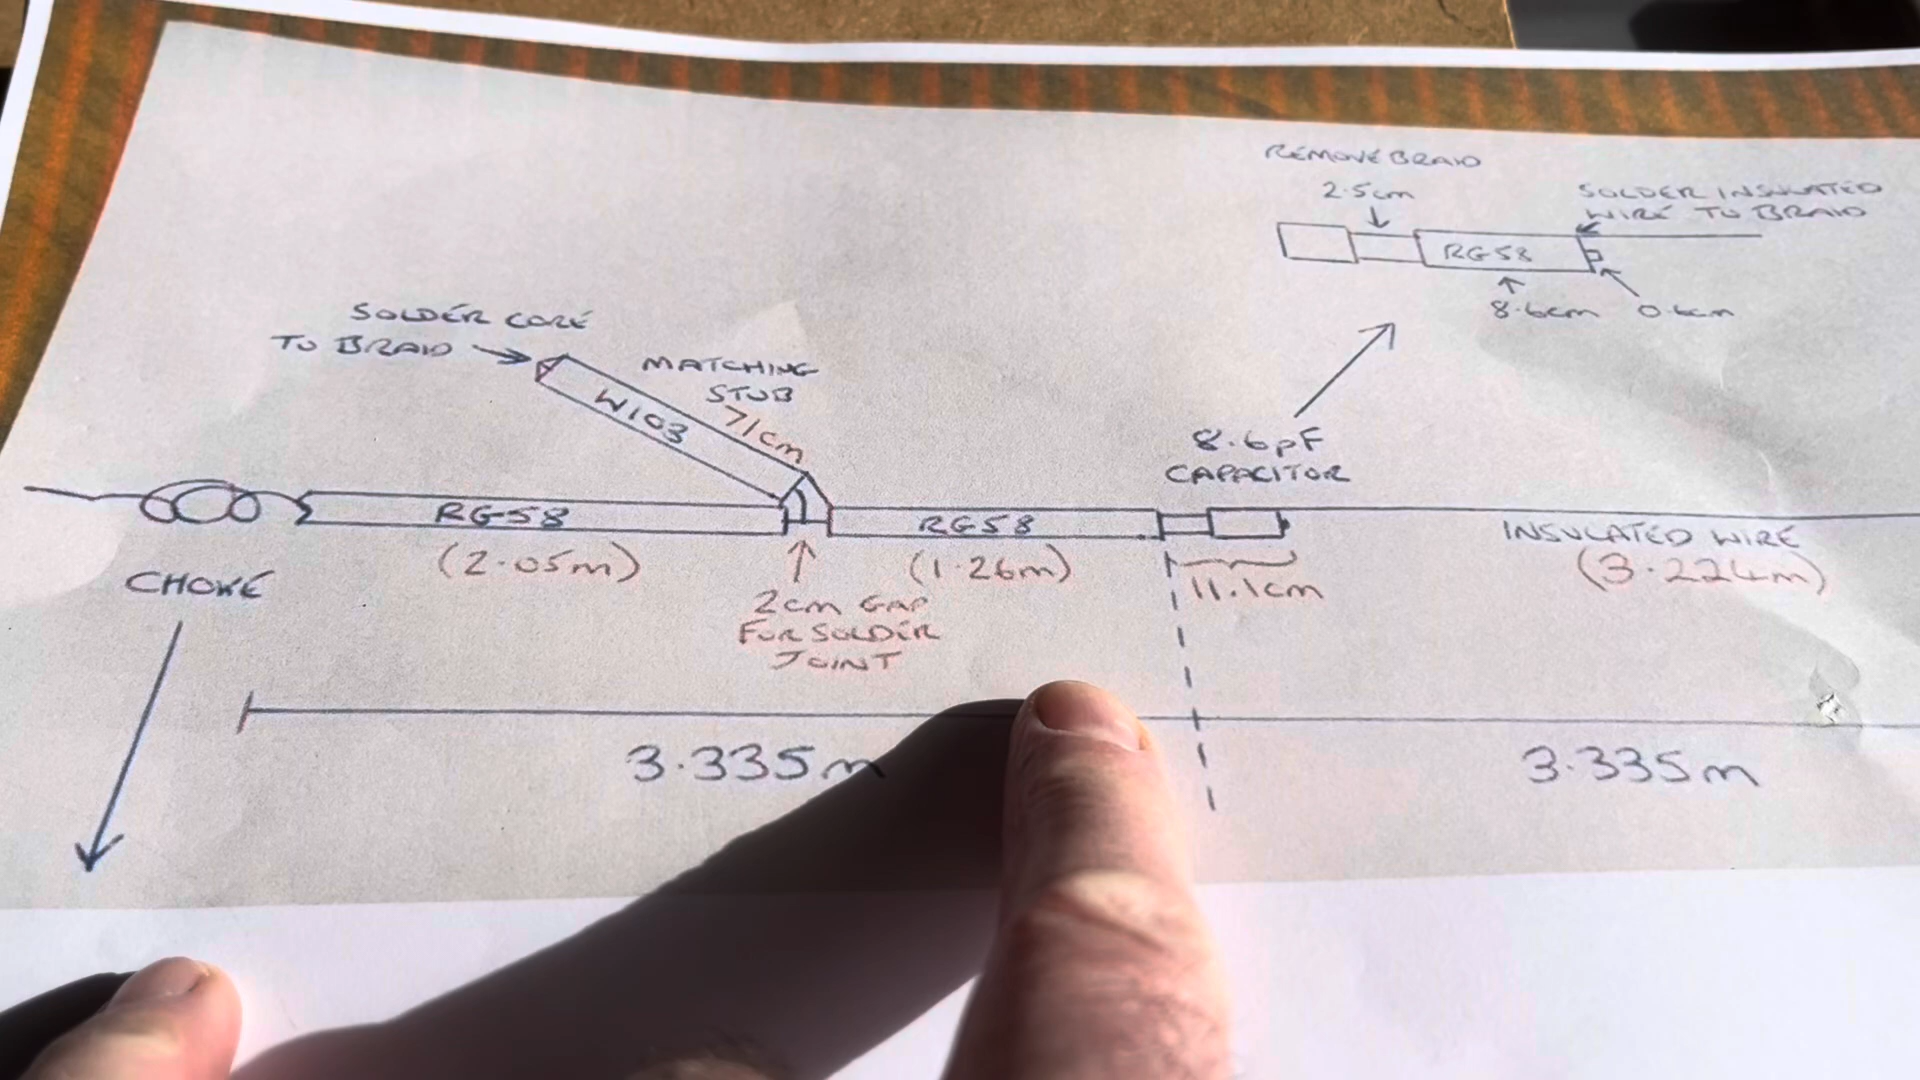 REMOVE BRAID
2.5cm
SOLDER INSULATED
WIRE TO BRAID
RG58
8.6cm
SOLDER CORE
TO BRAID
MATCHING
STUB
71cm
W103
8.6pF
CAPACITOR
RG58
(2.05m)
RG58
(1.26m)
INSULATED WIRE
(3.224m)
11.1cm
CHOKE
2cm GAP
FOR SOLDER
JOINT
3.335m
3.335m